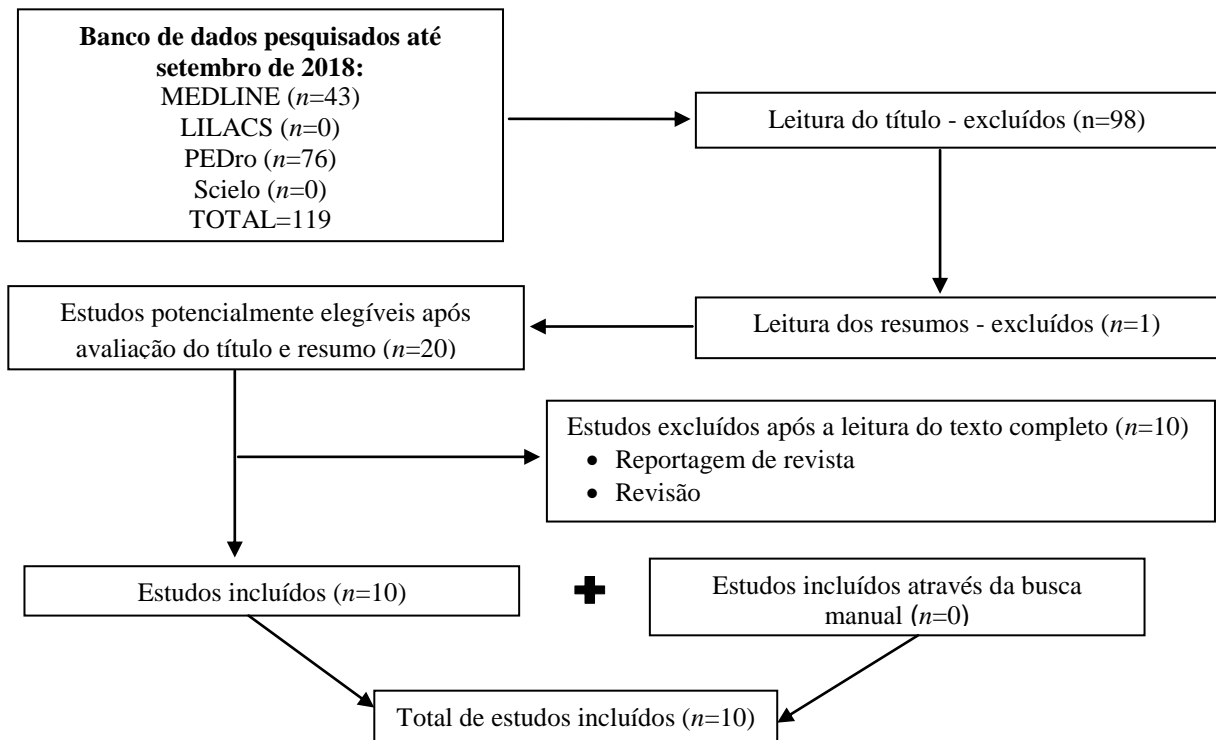 Banco de dados pesquisados até
setembro de 2018:
MEDLINE (n=43)
LILACS (n=0)
PEDro (n=76)
Scielo (n=0)
TOTAL=119
Leitura do título - excluídos (n=98)
Leitura dos resumos - excluídos (n=1)
Estudos potencialmente elegíveis após
avaliação do título e resumo (n=20)
Estudos excluídos após a leitura do texto completo (n=10)
• Reportagem de revista
• Revisão
Estudos incluídos (n=10)
Estudos incluídos através da busca
manual (n=0)
Total de estudos incluídos (n=10)